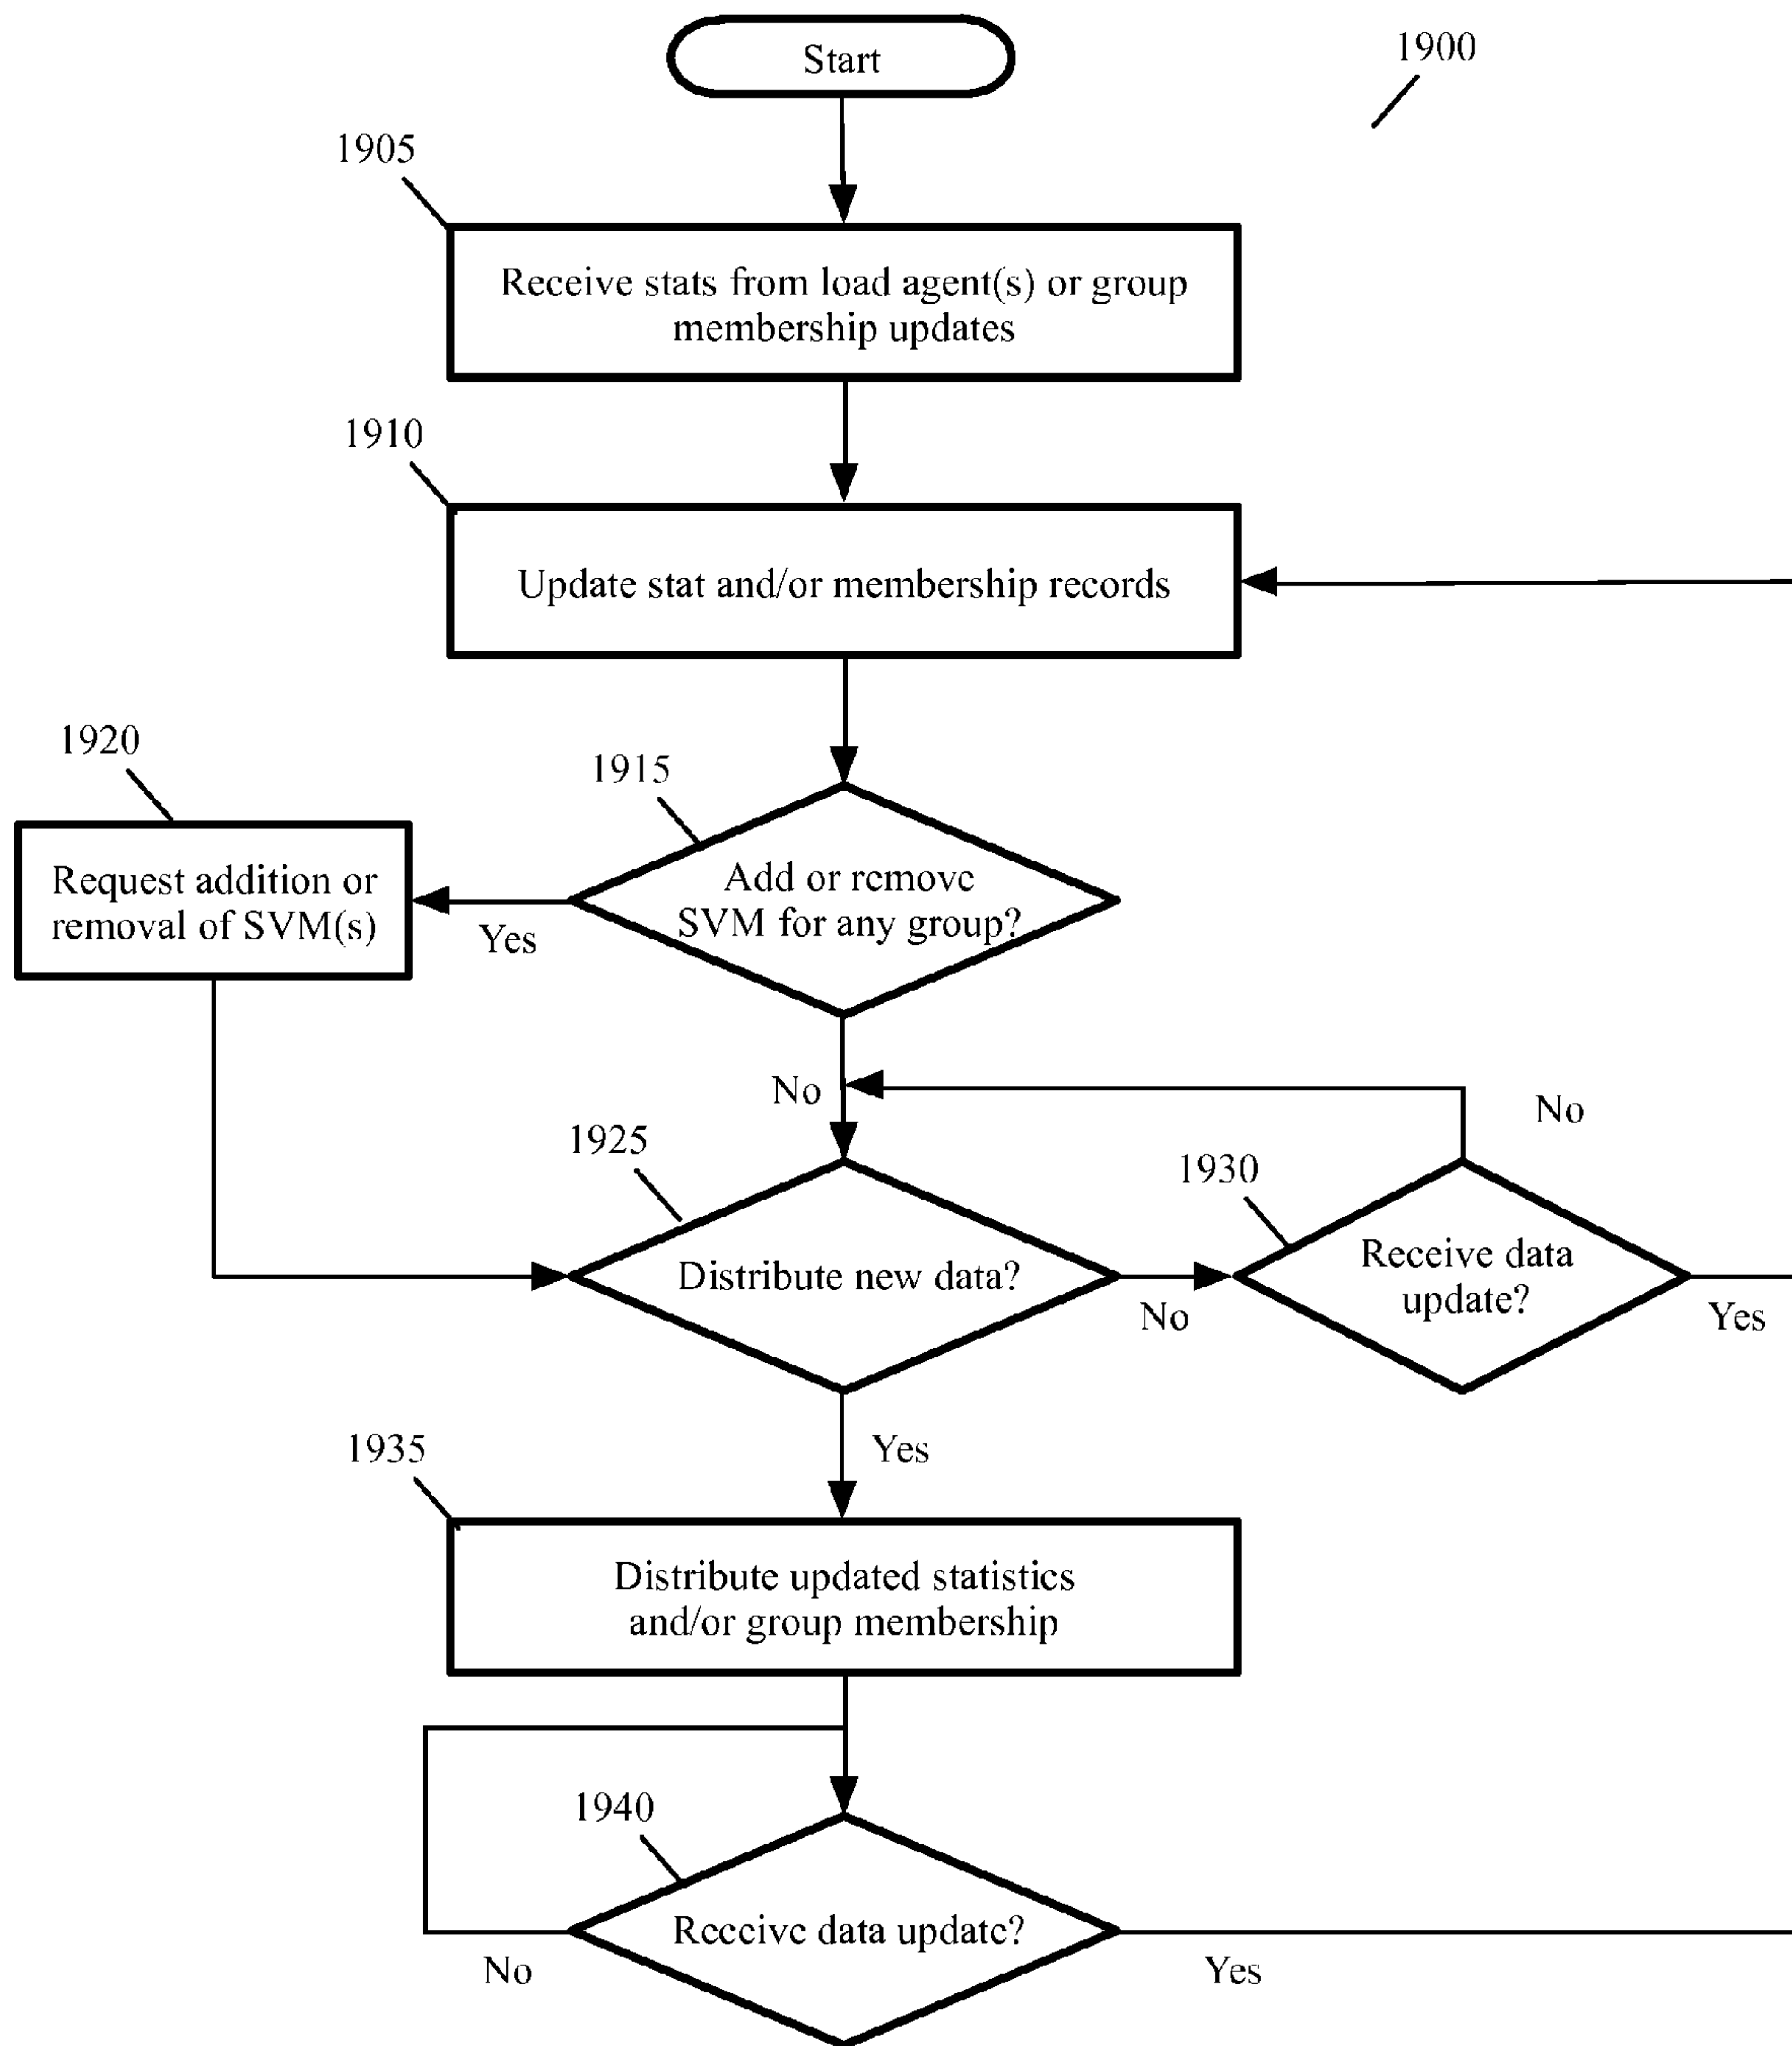 Start
1900
1905
Receive stats from load agent(s) or group
membership updates
1910
Update stat and/or membership records
1920
1915
Request addition or
removal of SVM(s)
Yes
Add or remove
SVM for any group?
No
No
1925
1930
Distribute new data?
No
Receive data
update?
Yes
Yes
1935
Distribute updated statistics
and/or group membership
1940
Receive data update?
No
Yes